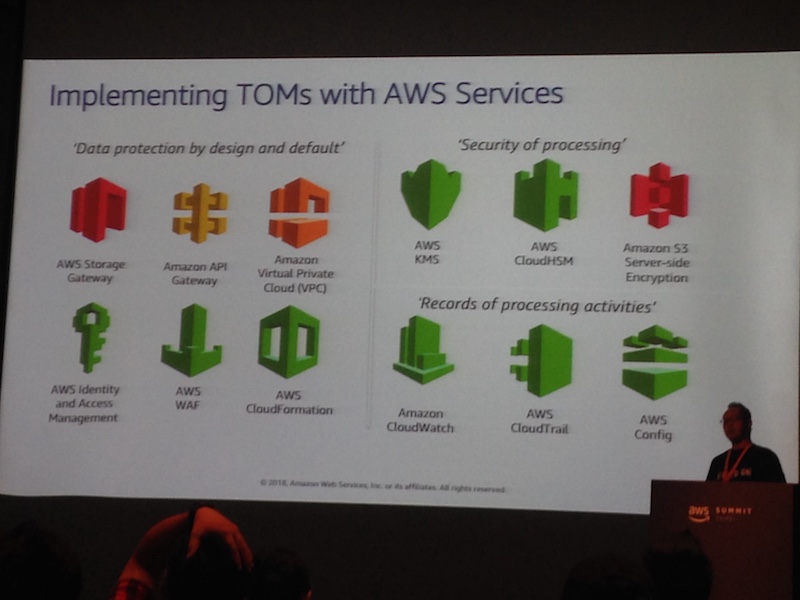 Implementing TOMs with AWS Services
'Data protection by design and default'
AWS Storage
Gateway
Amazon API
Gateway
Amazon
Virtual Private
Cloud (VPC)
AWS Identity
and Access
Management
AWS
WAF
AWS
CloudFormation
'Security of processing'
AWS
KMS
AWS
CloudHSM
Amazon S3
Server-side
Encryption
'Records of processing activities'
Amazon
CloudWatch
AWS
CloudTrail
AWS
Config
© 2018, Amazon Web Services, Inc. or its affiliates. All rights reserved.
aws
SUMMIT